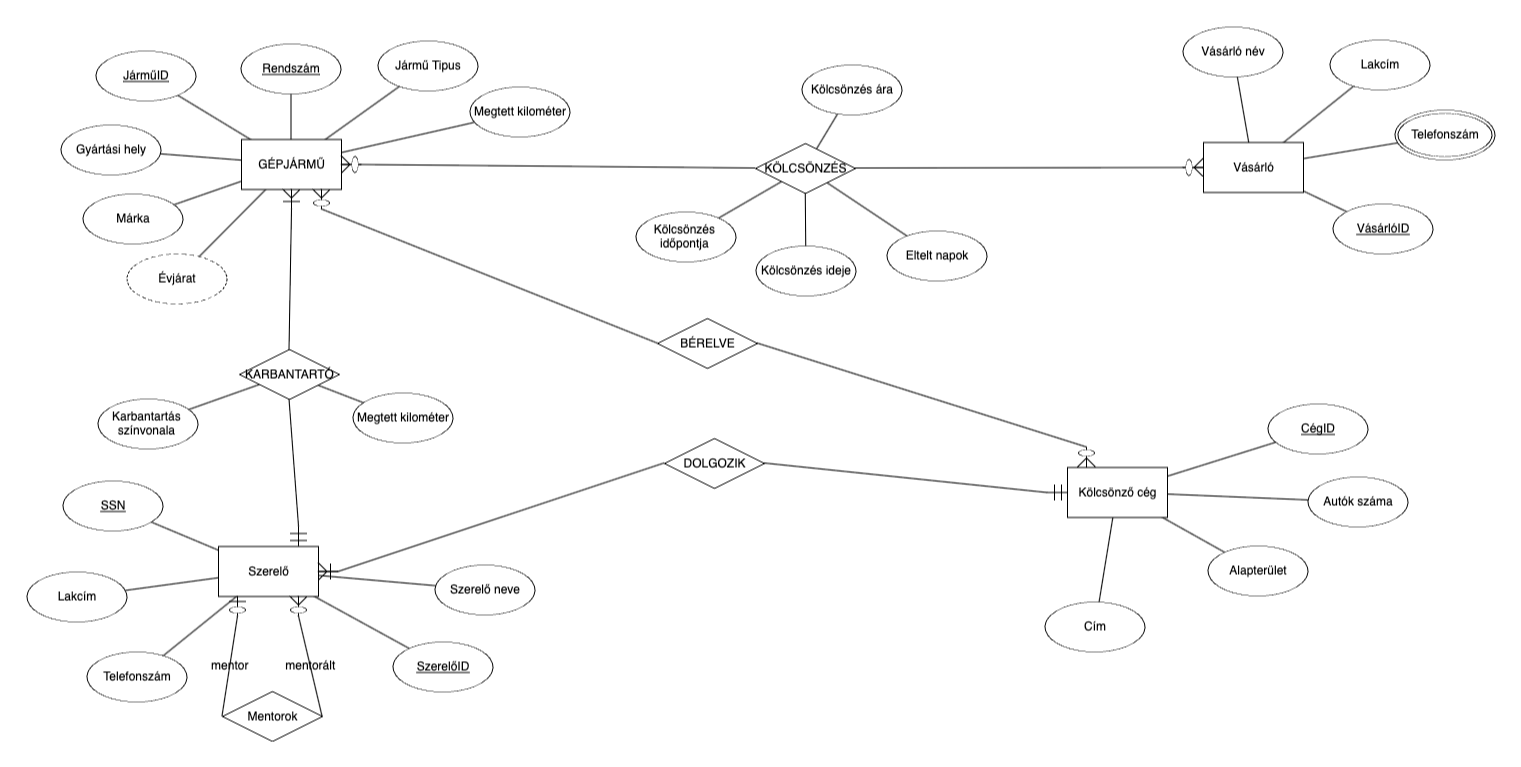 Vásárló név
Lakcím
JárműID
Rendszám
Jármű Tipus
Kölcsönzés ára
Megtett kilométer
Telefonszám
Gyártási hely
GÉPJÁRMŰ
KÖLCSÖNZÉS
Vásárló
Márka
Kölcsönzés
időpontja
VásárlóID
Eltelt napok
Kölcsönzés ideje
Évjárat
BÉRELVE
KARBANTARTÓ
Karbantartás
színvonala
Megtett kilométer
CégID
DOLGOZIK
Kölcsönző cég
Autók száma
SSN
Szerelő
Alapterület
Szerelő neve
Lakcím
Cím
mentor
mentorált
SzerelőID
Telefonszám
Mentorok